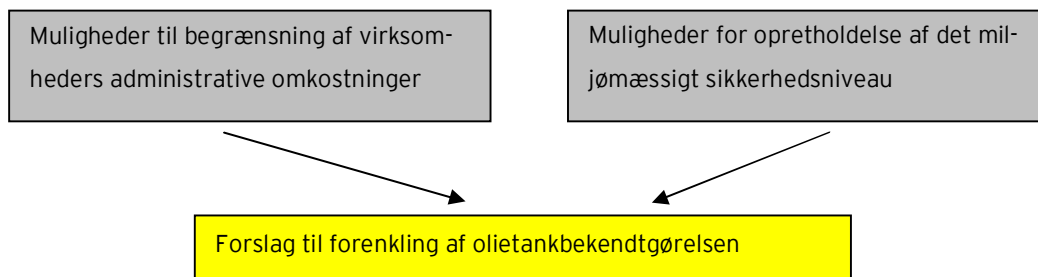 Muligheder til begrænsning af virksom-
heders administrative omkostninger
Muligheder for opretholdelse af det mil-
jømæssigt sikkerhedsniveau
Forslag til forenkling af olietankbekendtgørelsen